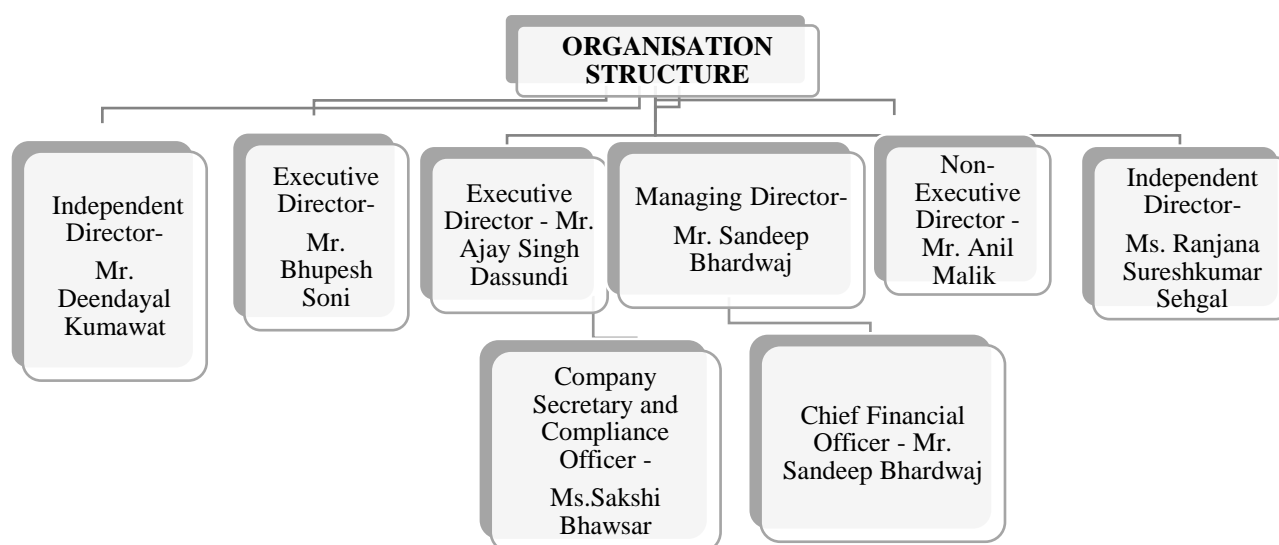 ORGANISATION
STRUCTURE
Independent
Director-
Mr.
Deendayal
Kumawat
Executive
Director-
Mr.
Bhupesh
Soni
Executive
Director - Mr.
Ajay Singh
Dassundi
Managing Director-
Mr. Sandeep
Bhardwaj
Non-
Executive
Director -
Mr. Anil
Malik
Independent
Director-
Ms. Ranjana
Sureshkumar
Sehgal
Company
Secretary and
Compliance
Officer -
Ms.Sakshi
Bhawsar
Chief Financial
Officer - Mr.
Sandeep Bhardwaj